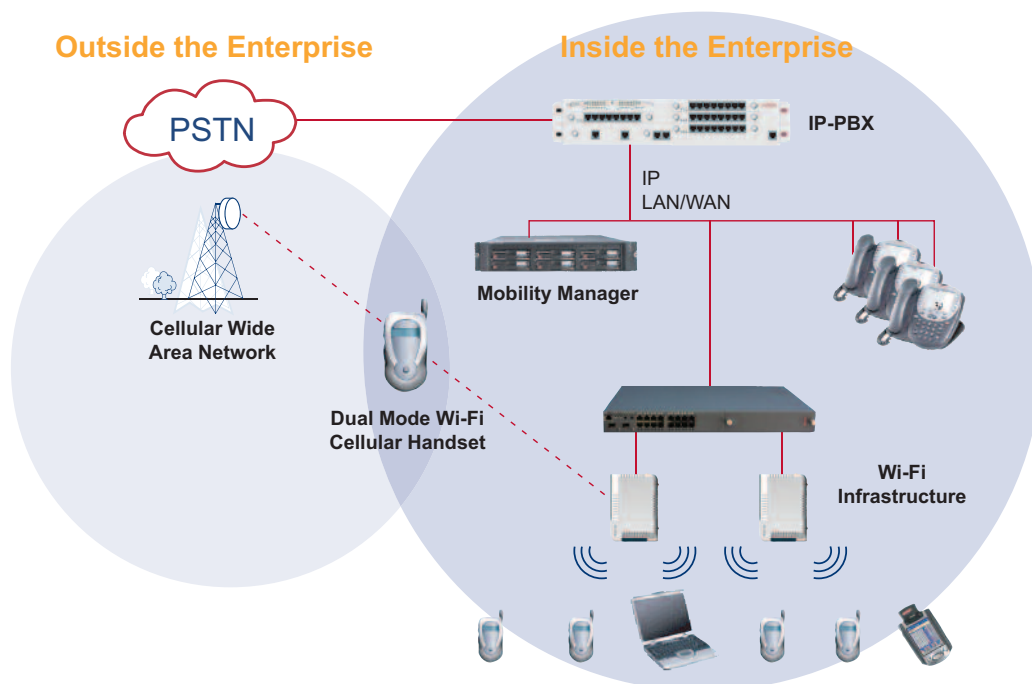 Outside the Enterprise
Inside the Enterprise
PSTN
IP-PBX
IP
LAN/WAN
Mobility Manager
Cellular Wide
Area Network
Dual Mode Wi-Fi
Cellular Handset
Wi-Fi
Infrastructure